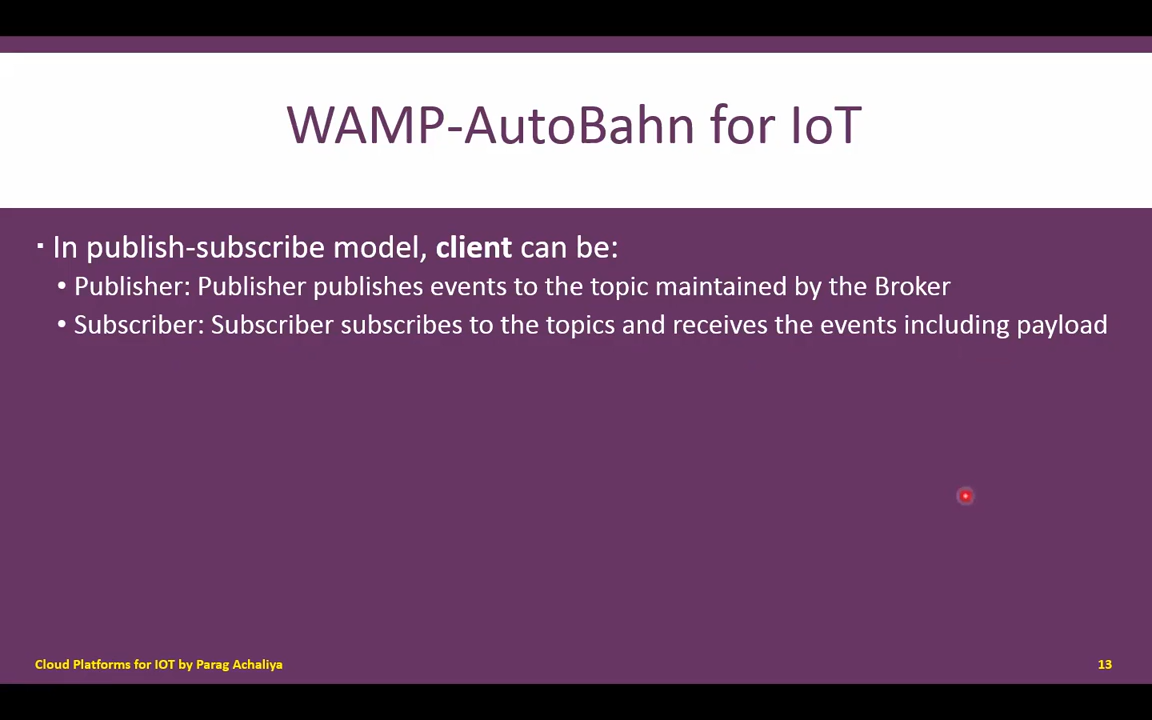 WAMP-AutoBahn for IoT
▪ In publish-subscribe model, client can be:
• Publisher: Publisher publishes events to the topic maintained by the Broker
• Subscriber: Subscriber subscribes to the topics and receives the events including payload
Cloud Platforms for IOT by Parag Achaliya
13